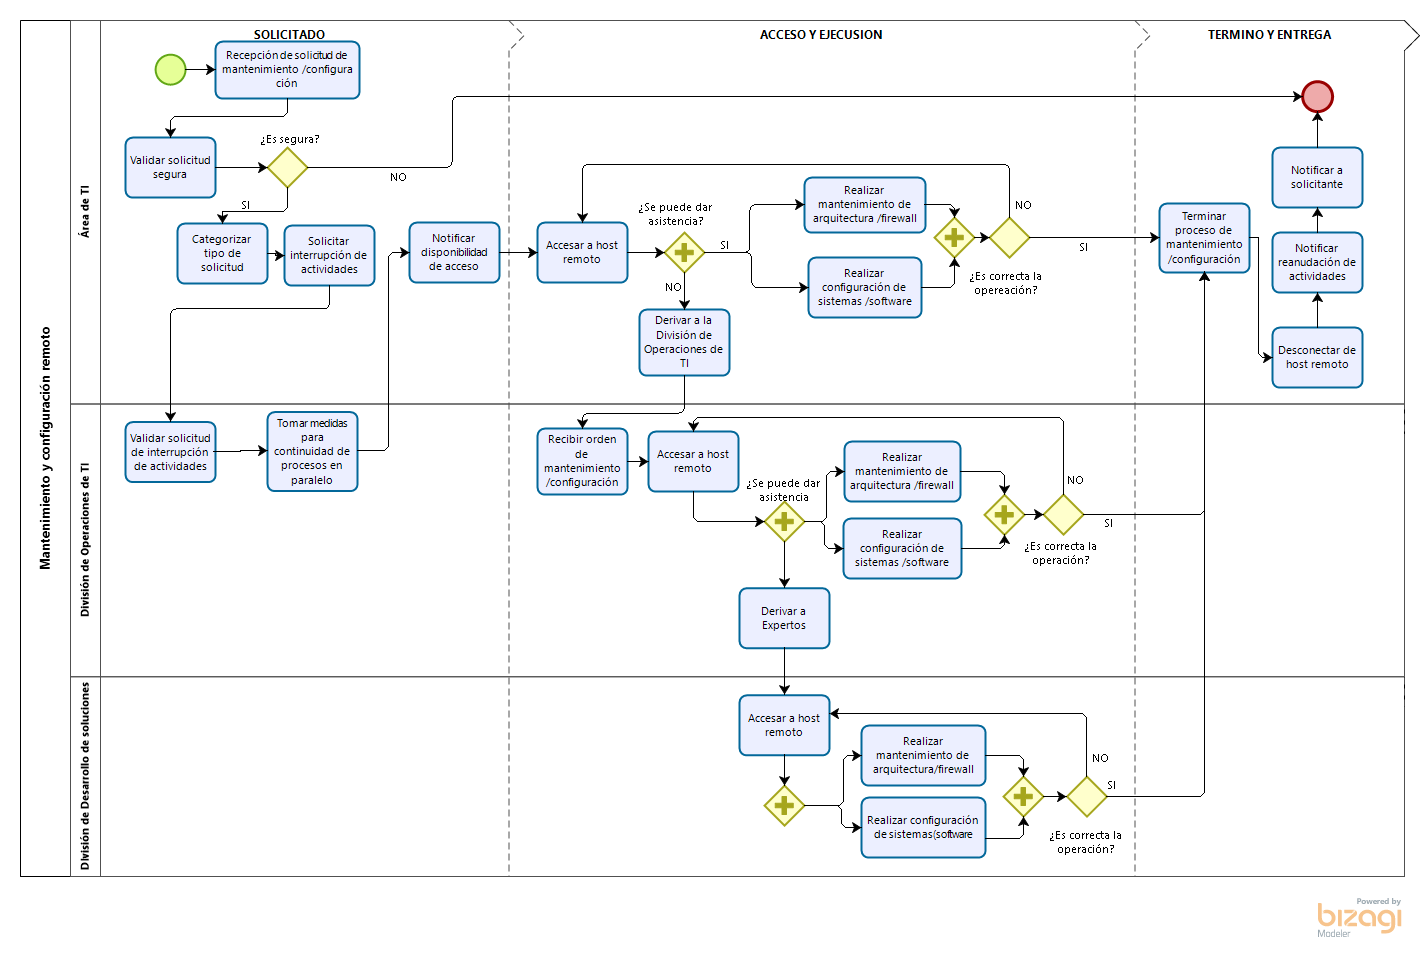 SOLICITADO
ACCESO Y EJECUSION
TERMINO Y ENTREGA
Mantenimiento y configuración remoto
Área de TI
Recepción de solicitud de
mantenimiento /configura
ción
Validar solicitud
segura
¿Es segura?
NO
SI
Categorizar
tipo de
solicitud
Solicitar
interrupción de
actividades
Notificar
disponibilidad
de acceso
Accesar a host
remoto
¿Se puede dar
asistencia?
SI
NO
Realizar
mantenimiento de
arquitectura /firewall
Realizar
configuración de
sistemas /software
NO
SI
¿Es correcta la
opereación?
Derivar a la
División de
Operaciones de
TI
Terminar
proceso de
mantenimiento
/configuración
Notificar a
solicitante
Notificar
reanudación de
actividades
Desconectar de
host remoto
División de Operaciones de TI
Validar solicitud
de interrupción
de actividades
Tomar medidas
para
continuidad de
procesos en
paralelo
Recibir orden
de
mantenimiento
/configuración
Accesar a host
remoto
¿Se puede dar
asistencia
Realizar
mantenimiento de
arquitectura /firewall
Realizar
configuración de
sistemas /software
NO
SI
¿Es correcta la
operación?
Derivar a
Expertos
División de Desarrollo de soluciones
Accesar a host
remoto
Realizar
mantenimiento de
arquitectura/firewall
Realizar configuración
de sistemas(software
NO
SI
¿Es correcta la
operación?
Powered by
bizagi
Modeler